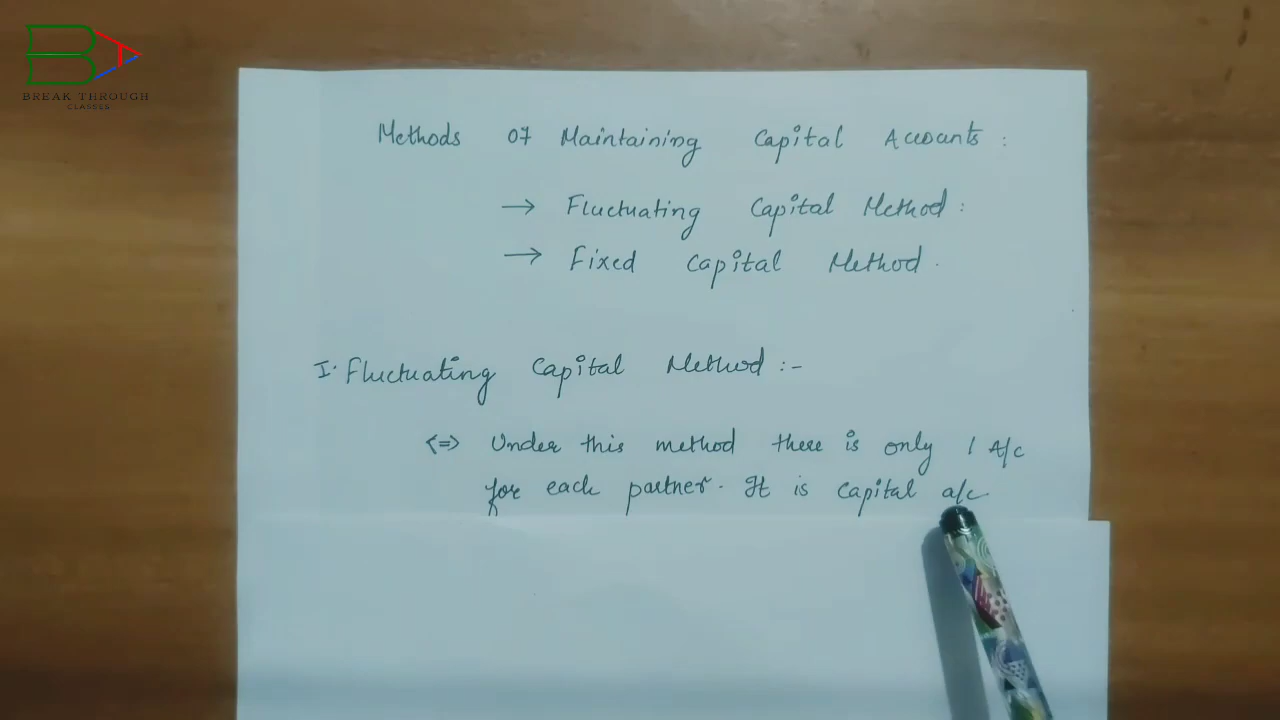 BREAK THROUGH
CLASSES
Methods of Maintaining Capital Accounts :
→ Fluctuating Capital Method :
→ Fixed Capital Method .
I. Fluctuating Capital Method :-
<=> Under this method there is only 1 A/c
for each partner. It is Capital a/c